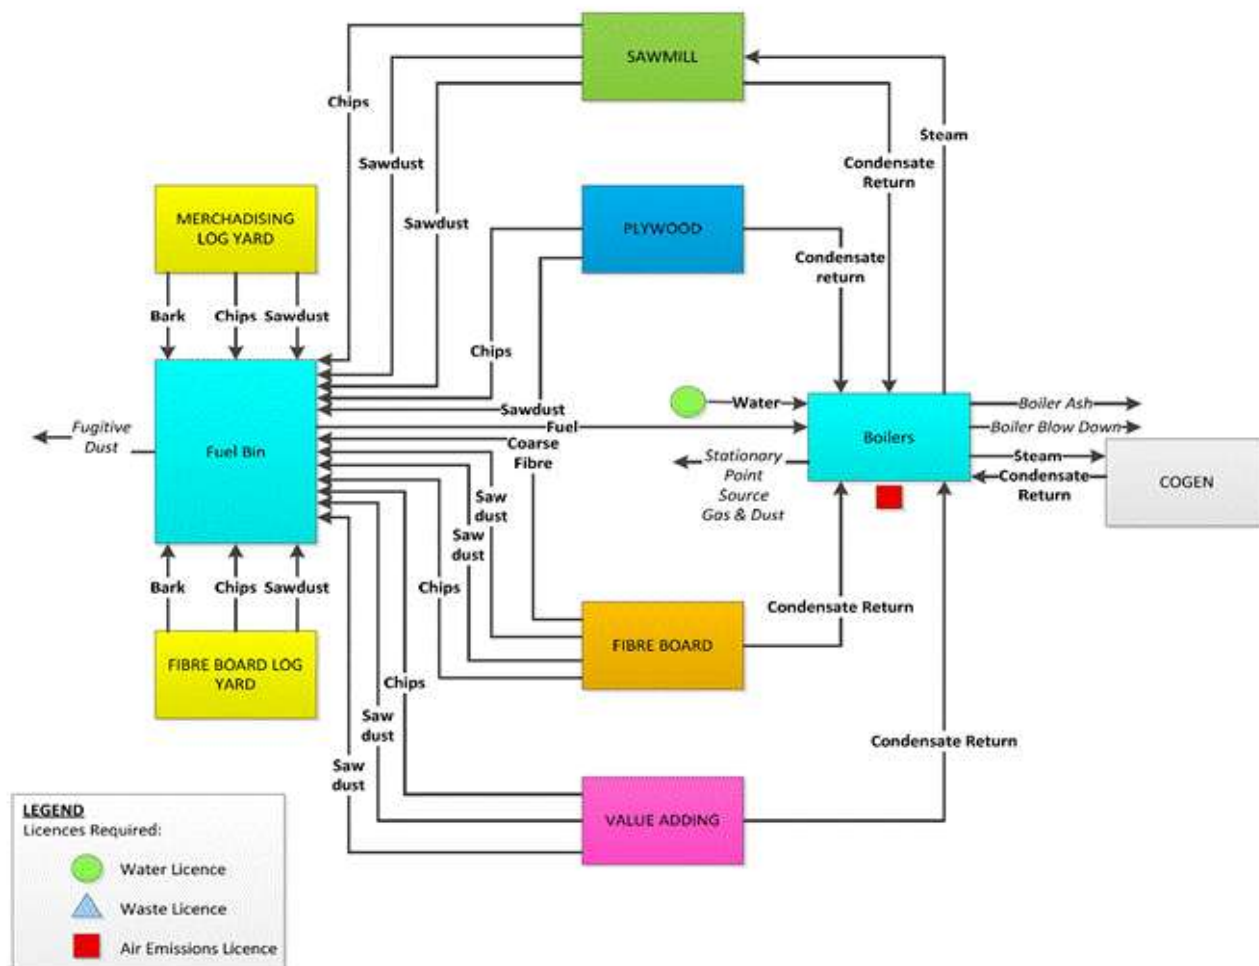 SAWMILL
Chips
Steam
Sawdust
Condensate
Return
MERCHADISING
LOG YARD
Sawdust
PLYWOOD
Condensate
return
Bark
Chips
Sawdust
Chips
Water
Boiler Ash
Sawdust
Fuel
Boiler Blow Down
Fugitive
Dust
Fuel Bin
Coarse
Fibre
Boilers
Stationary
Point
Source
Gas & Dust
Steam
Condensate
Return
COGEN
Saw
dust
Saw
dust
Bark
Chips
Sawdust
Chips
Condensate Return
FIBRE BOARD
FIBRE BOARD LOG
YARD
Chips
Saw
dust
Condensate Return
Saw
dust
VALUE ADDING
LEGEND
Licences Required:
Water Licence
Waste Licence
Air Emissions Licence